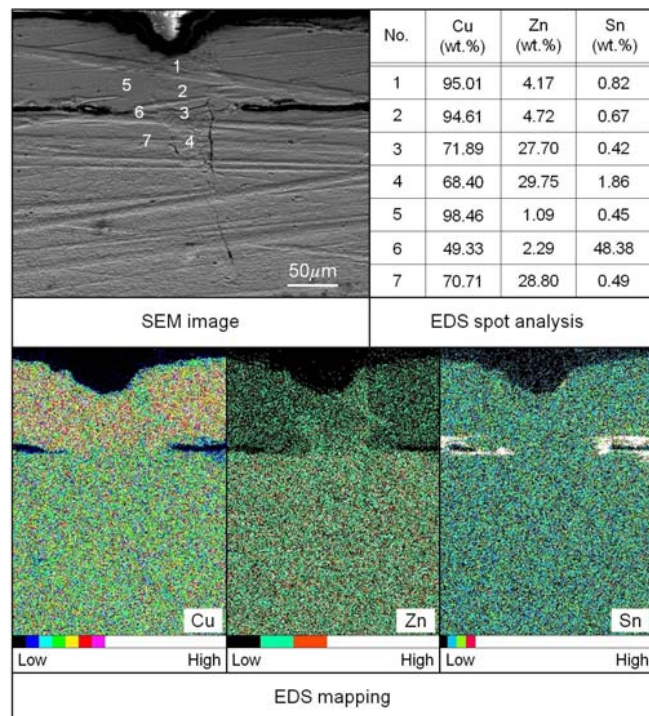 1
5
2
6
3
7
4
50μm
SEM image
No. Cu (wt.%) Zn (wt.%) Sn (wt.%)
1 95.01 4.17 0.82
2 94.61 4.72 0.67
3 71.89 27.70 0.42
4 68.40 29.75 1.86
5 98.46 1.09 0.45
6 49.33 2.29 48.38
7 70.71 28.80 0.49
EDS spot analysis
Cu
Zn
Sn
Low High
Low High
Low High
EDS mapping